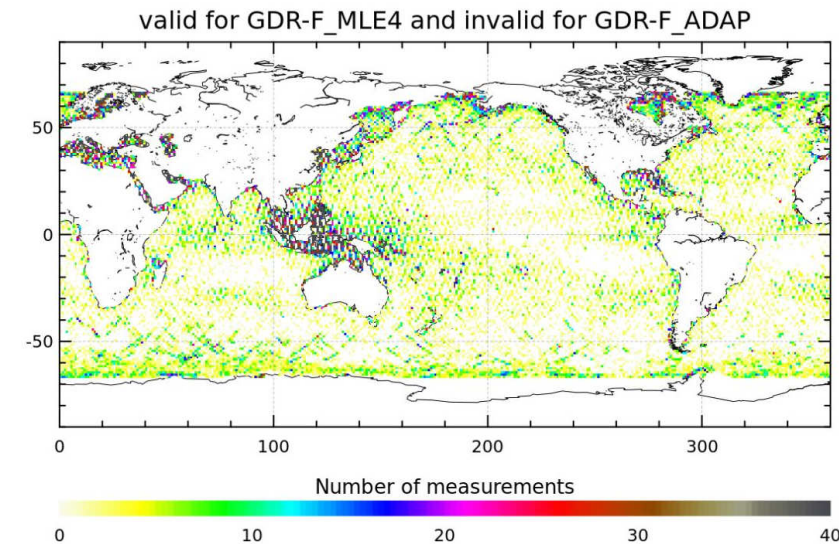 valid for GDR-F_MLE4 and invalid for GDR-F_ADAP
50
0
-50
0 100 200 300
Number of measurements
0 10 20 30 40